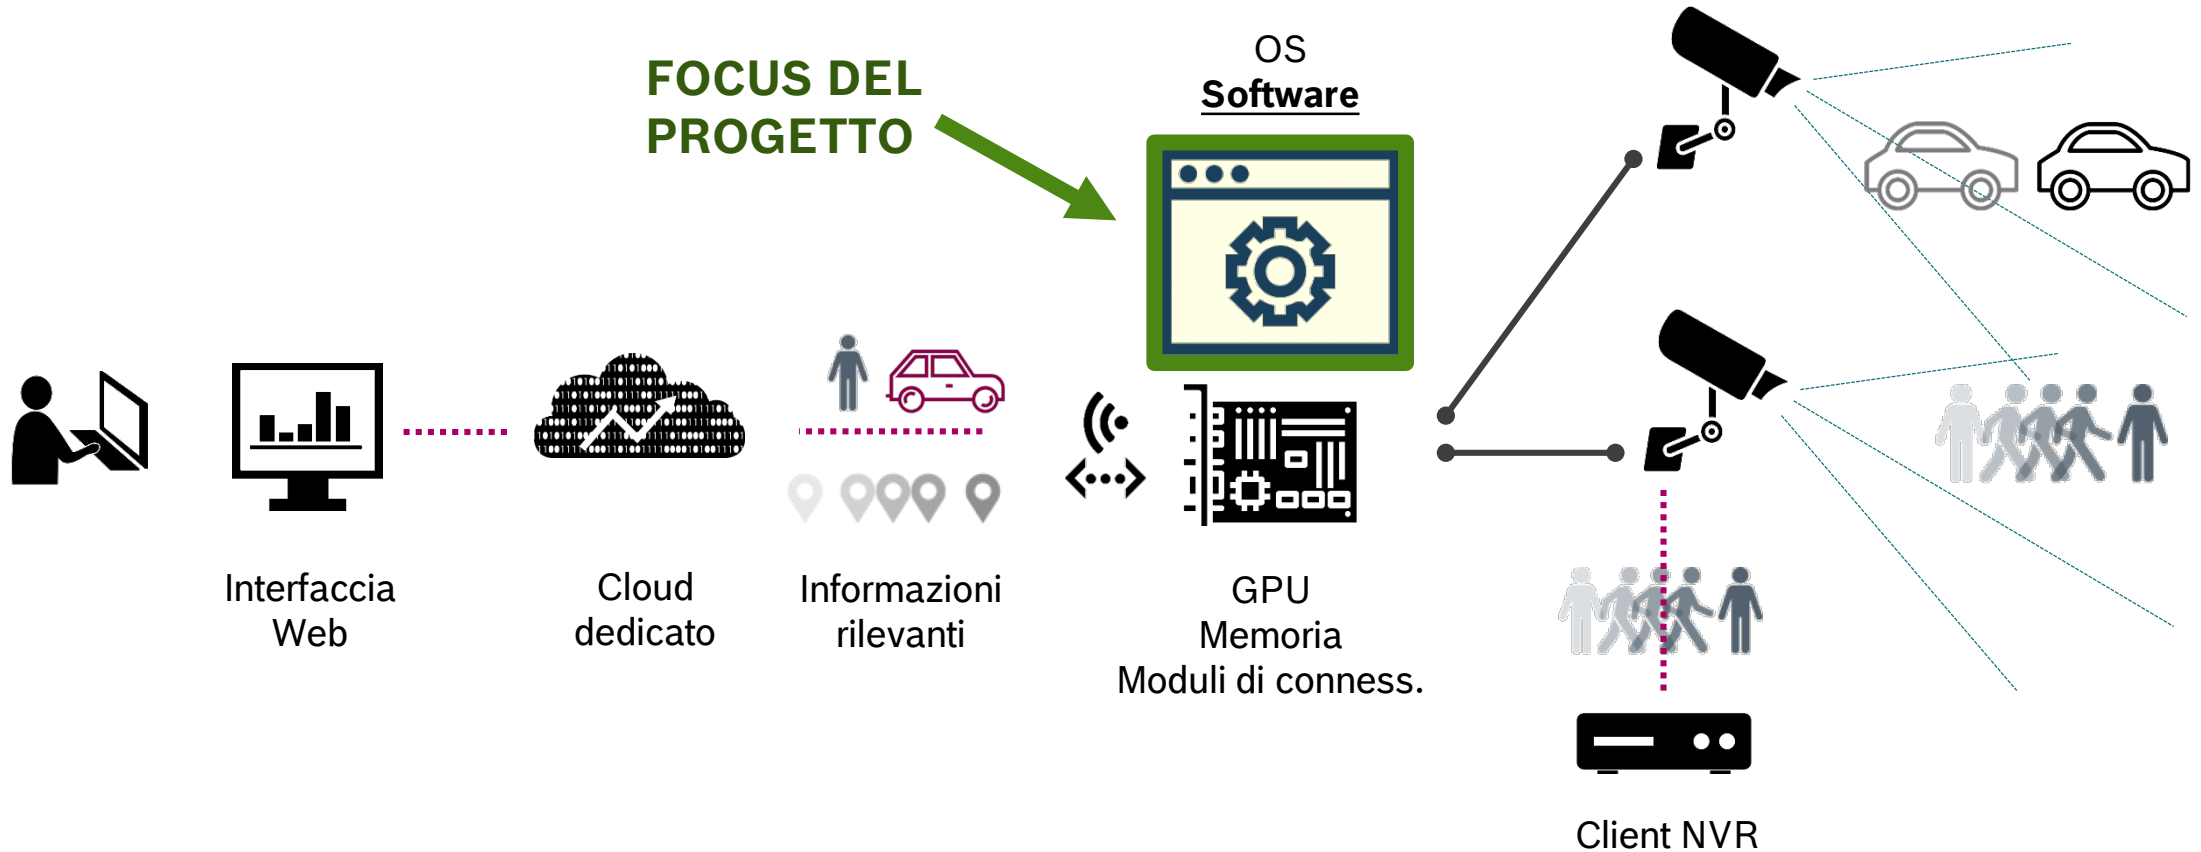 FOCUS DEL
PROGETTO
OS
Software
Interfaccia
Web
Cloud
dedicato
Informazioni
rilevanti
GPU
Memoria
Moduli di conness.
Client NVR